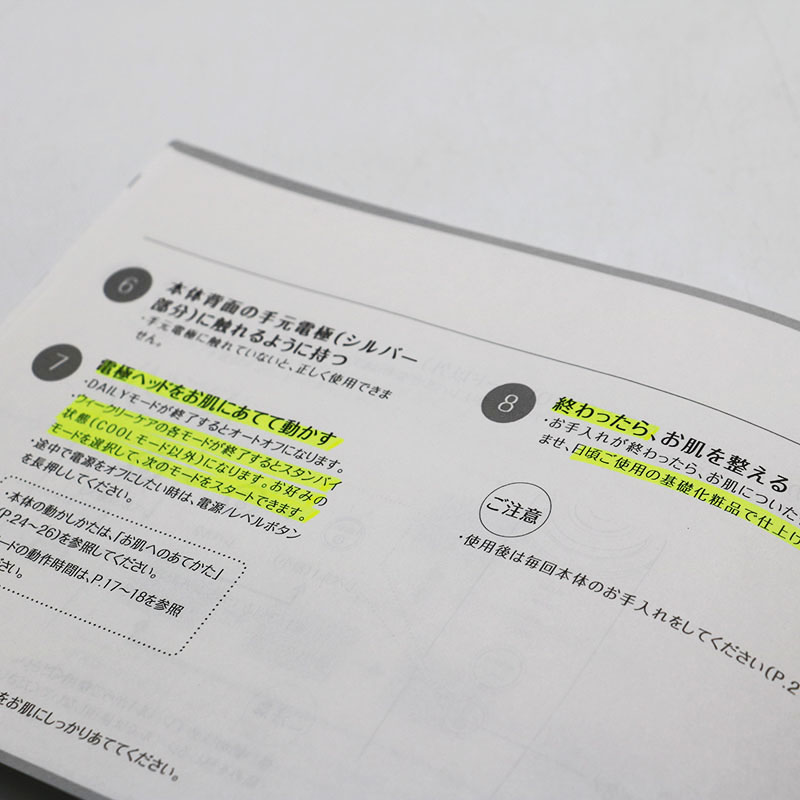 6
本体背面の手元電極(シルバー
部分)に触れるように持つ
・手元電極に触れていないと、正しく使用できま
せん。
7
電極ヘッドをお肌にあてて動かす
・DAILYモードが終了するとオートオフになります。
・ウィークリーケアの各モードが終了するとスタンバイ
状態(COOLモード以外)になります。お好みの
モードを選択して、次のモードをスタートできます。
・途中で電源をオフにしたい時は、電源/レベルボタン
を長押ししてください。
・本体の動かしかたは、「お肌へのあてかた」
(P.24～26)を参照してください。
ードの動作時間は、P.17～18を参照
さい。
をお肌にしっかりあててください。
8
終わったら、お肌を整える
・お手入れが終わったら、お肌についた
ませ、日頃ご使用の基礎化粧品で仕上げ
ご注意
・使用後は毎回本体のお手入れをしてください(P.2